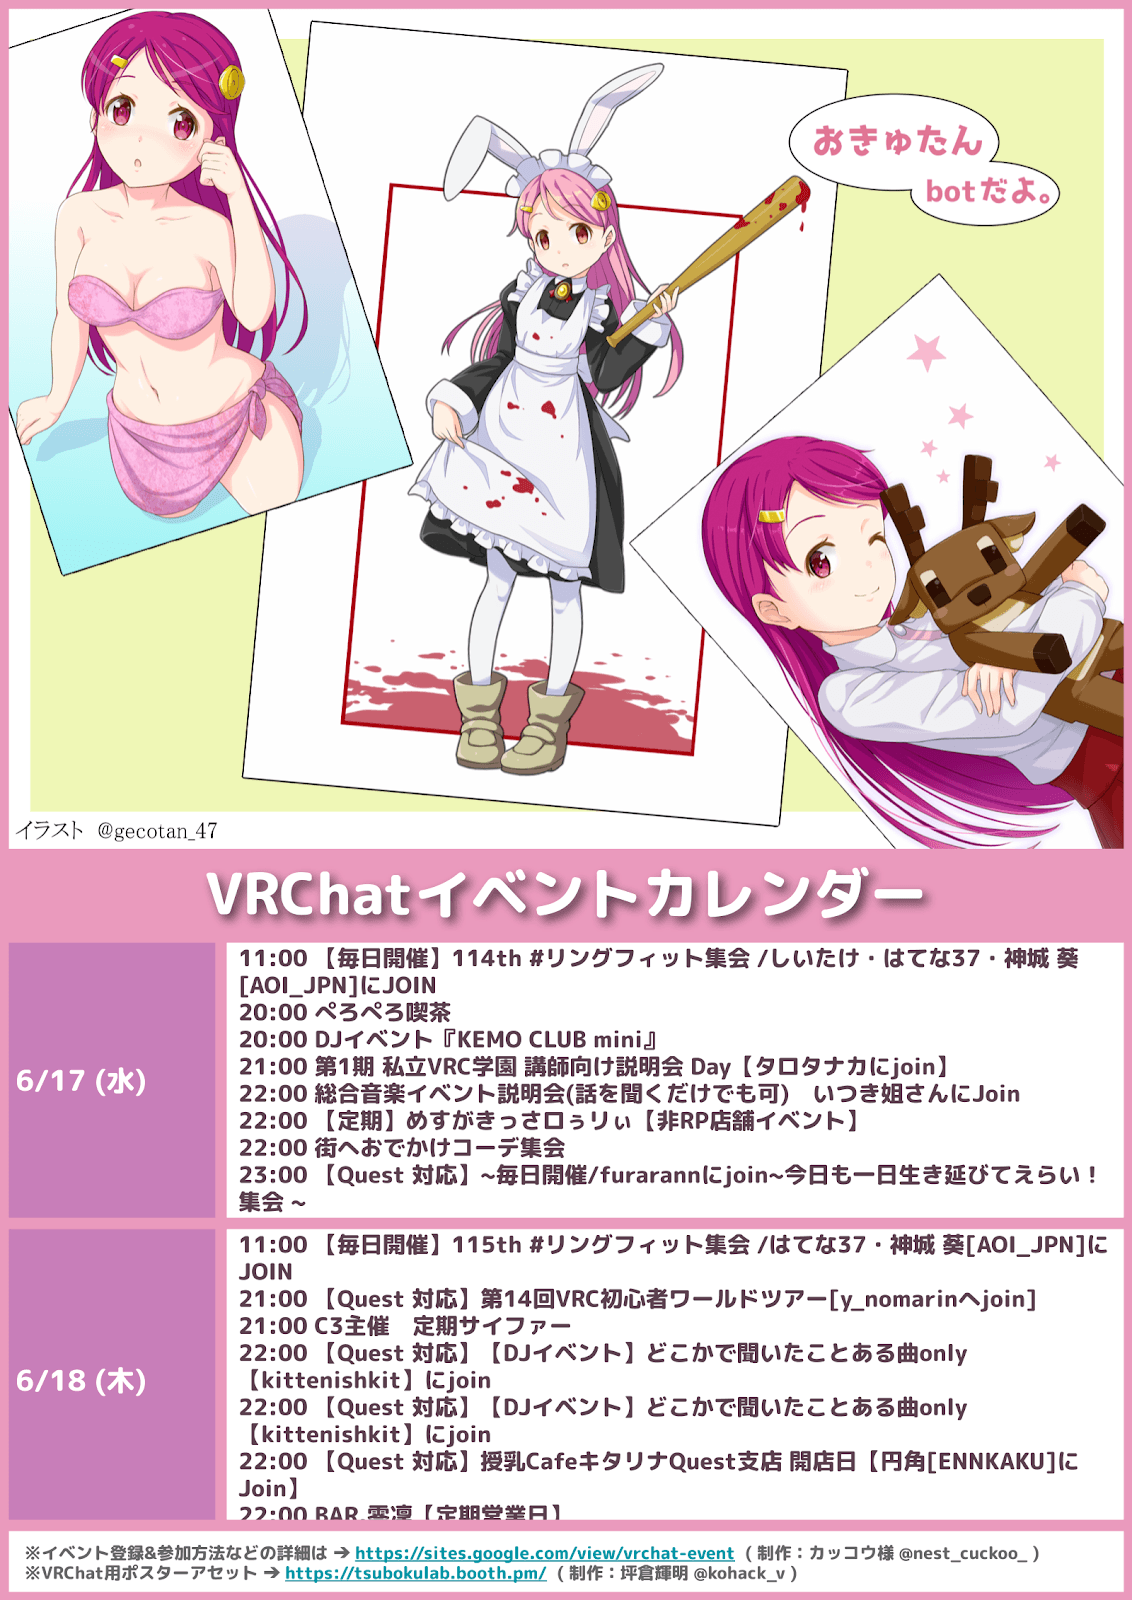 おきゅたん
botだよ。
イラスト @gecotan_47
VRChatイベントカレンダー
6/17 (水)
11:00 【毎日開催】114th #リングフィット集会 /しいたけ・はてな37・神城 葵
[AOI_JPN]にJOIN
20:00 ぺろぺろ喫茶
20:00 DJイベント『KEMO CLUB mini』
21:00 第1期 私立VRC学園 講師向け説明会 Day【タロタナカにjoin】
22:00 総合音楽イベント説明会(話を聞くだけでも可)　いつき姐さんにJoin
22:00 【定期】めすがきっさロぅリぃ【非RP店舗イベント】
22:00 街へおでかけコーデ集会
23:00 【Quest 対応】~毎日開催/furarannにjoin~今日も一日生き延びてえらい！
集会 ~
6/18 (木)
11:00 【毎日開催】115th #リングフィット集会 /はてな37・神城 葵[AOI_JPN]に
JOIN
21:00 【Quest 対応】第14回VRC初心者ワールドツアー[y_nomarinへjoin]
21:00 C3主催　定期サイファー
22:00 【Quest 対応】【DJイベント】どこかで聞いたことある曲only
【kittenishkit】にjoin
22:00 【Quest 対応】【DJイベント】どこかで聞いたことある曲only
【kittenishkit】にjoin
22:00 【Quest 対応】授乳CafeキタリナQuest支店 開店日【円角[ENNKAKU]に
Join】
22:00 BAR.零凛【定期営業日】
※イベント登録&参加方法などの詳細は ➔ https://sites.google.com/view/vrchat-event （ 制作：カッコウ様 @nest_cuckoo_ ）
※VRChat用ポスターアセット ➔ https://tsubokulab.booth.pm/ （ 制作：坪倉輝明 @kohack_v ）